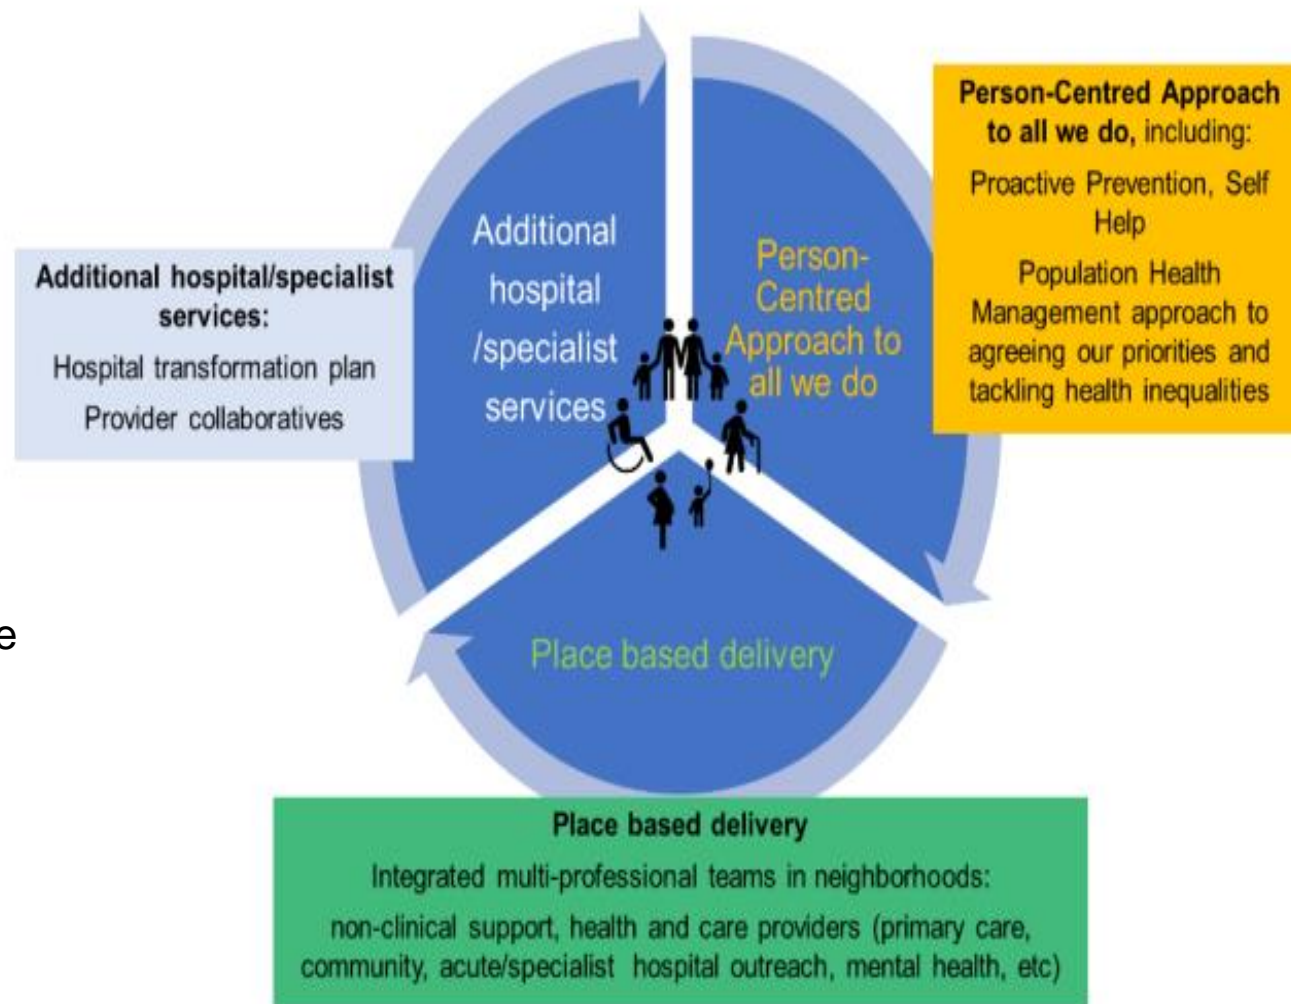 Person-Centred Approach
to all we do, including:
Proactive Prevention, Self
Help
Population Health
Management approach to
agreeing our priorities and
tackling health inequalities
Additional hospital/specialist
services:
Hospital transformation plan
Provider collaboratives
Additional
hospital
/specialist
services
Person-
Centred
Approach to
all we do
e
Place based delivery
Place based delivery
Integrated multi-professional teams in neighborhoods:
non-clinical support, health and care providers (primary care,
community, acute/specialist hospital outreach, mental health, etc)